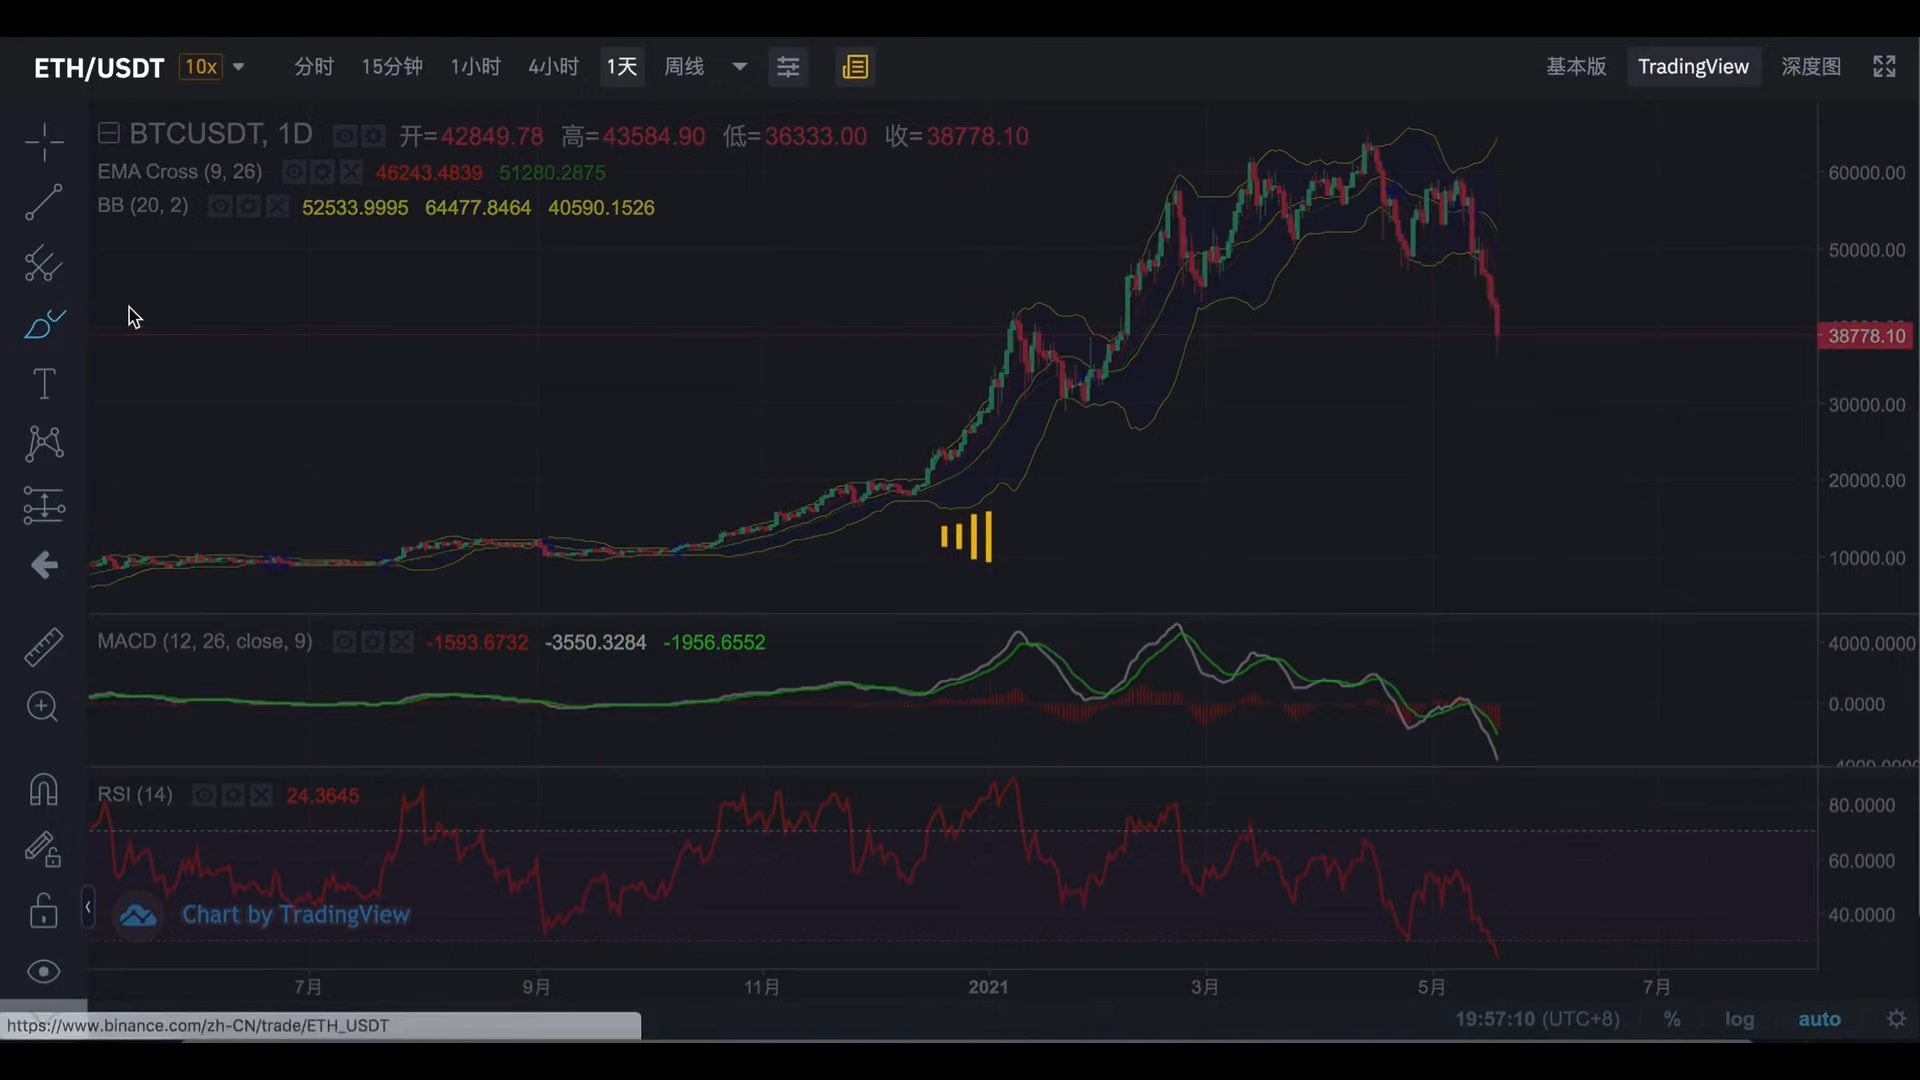 ETH/USDT 10x 分时 15分钟 1小时 4小时 1天 周线 基本版 TradingView 深度图
BTCUSDT, 1D 开=42849.78 高=43584.90 低=36333.00 收=38778.10
EMA Cross (9, 26) 46243.4839 51280.2875
BB (20, 2) 52533.9995 64477.8464 40590.1526
60000.00
50000.00
38778.10
30000.00
20000.00
10000.00
MACD (12, 26, close, 9) -1593.6732 -3550.3284 -1956.6552
4000.0000
0.0000
RSI (14) 24.3645
80.0000
60.0000
40.0000
Chart by TradingView
7月 9月 11月 2021 3月 5月 7月
https://www.binance.com/zh-CN/trade/ETH_USDT
19:57:10 (UTC+8) % log auto